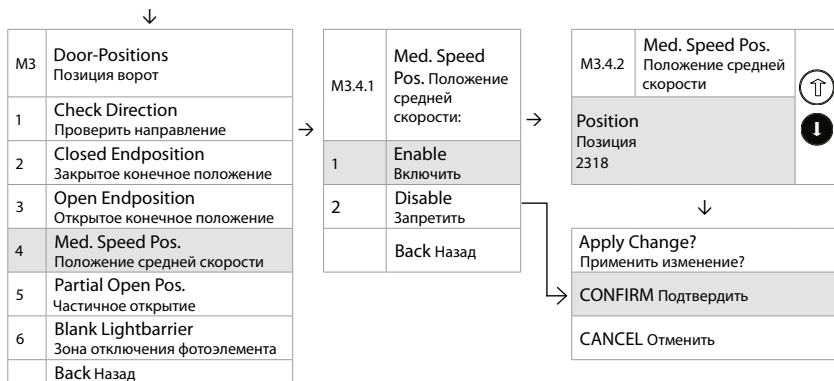 M3
Door-Positions
Позиция ворот
1
Check Direction
Проверить направление
2
Closed Endposition
Закрытое конечное положение
3
Open Endposition
Открытое конечное положение
4
Med. Speed Pos.
Положение средней скорости
5
Partial Open Pos.
Частичное открытие
6
Blank Lightbarrier
Зона отключения фотоэлемента
Back Назад
M3.4.1
Med. Speed
Pos. Положение
средней
скорости:
1
Enable
Включить
2
Disable
Запретить
Back Назад
M3.4.2
Med. Speed Pos.
Положение средней
скорости
Position
Позиция
2318
Apply Change?
Применить изменение?
CONFIRM Подтвердить
CANCEL Отменить